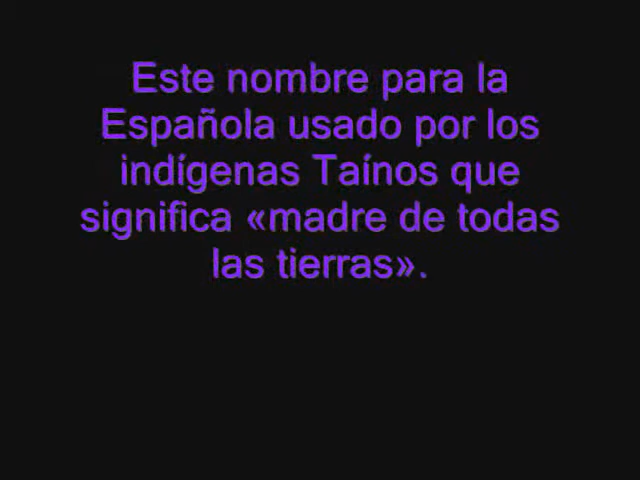 Este nombre para la
Española usado por los
indígenas Taínos que
significa «madre de todas
las tierras».